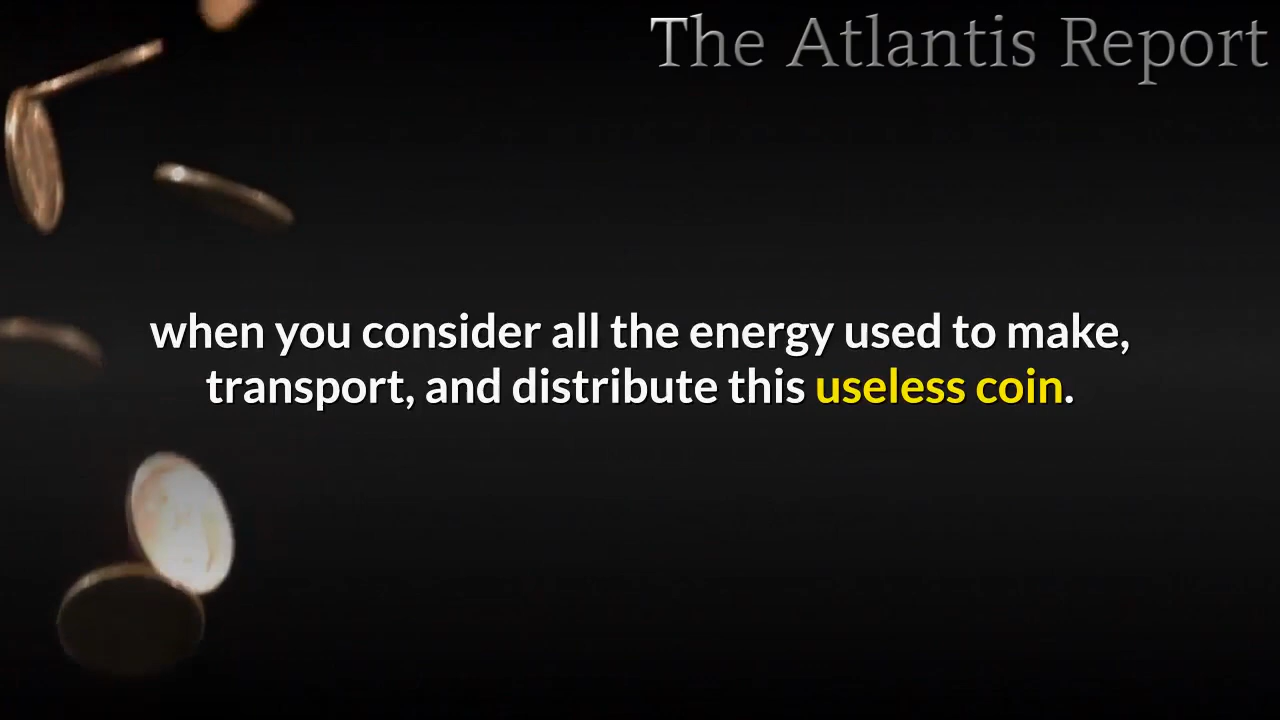 The Atlantis Report
when you consider all the energy used to make,
transport, and distribute this useless coin.